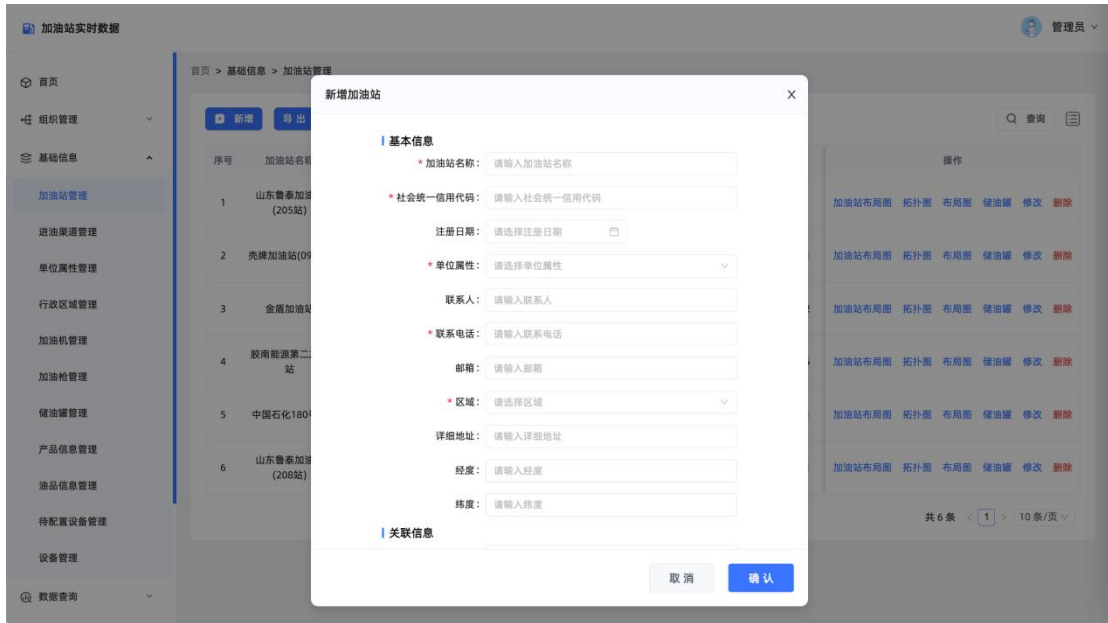 加油站实时数据
管理员
首页
组织管理
基础信息
加油站管理
进油渠道管理
单位属性管理
行政区域管理
加油机管理
加油枪管理
储油罐管理
产品信息管理
油品信息管理
待配置设备管理
设备管理
数据查询
首页 > 基础信息 > 加油站管理
新增 导出
查询
序号 加油站名称 操作
1 山东鲁泰加油
(205站) 加油站布局图 拓扑图 布局图 储油罐 修改 删除
2 壳牌加油站(09 加油站布局图 拓扑图 布局图 储油罐 修改 删除
3 金盾加油站 加油站布局图 拓扑图 布局图 储油罐 修改 删除
4 胶南能源第二
站 加油站布局图 拓扑图 布局图 储油罐 修改 删除
5 中国石化180 加油站布局图 拓扑图 布局图 储油罐 修改 删除
6 山东鲁泰加油
(208站) 加油站布局图 拓扑图 布局图 储油罐 修改 删除
共 6 条 < 1 > 10 条/页
新增加油站 X
基本信息
* 加油站名称: 请输入加油站名称
* 社会统一信用代码: 请输入社会统一信用代码
注册日期: 请选择注册日期
* 单位属性: 请选择单位属性
联系人: 请输入联系人
* 联系电话: 请输入联系电话
邮箱: 请输入邮箱
* 区域: 请选择区域
详细地址: 请输入详细地址
经度: 请输入经度
纬度: 请输入纬度
关联信息
取消 确认